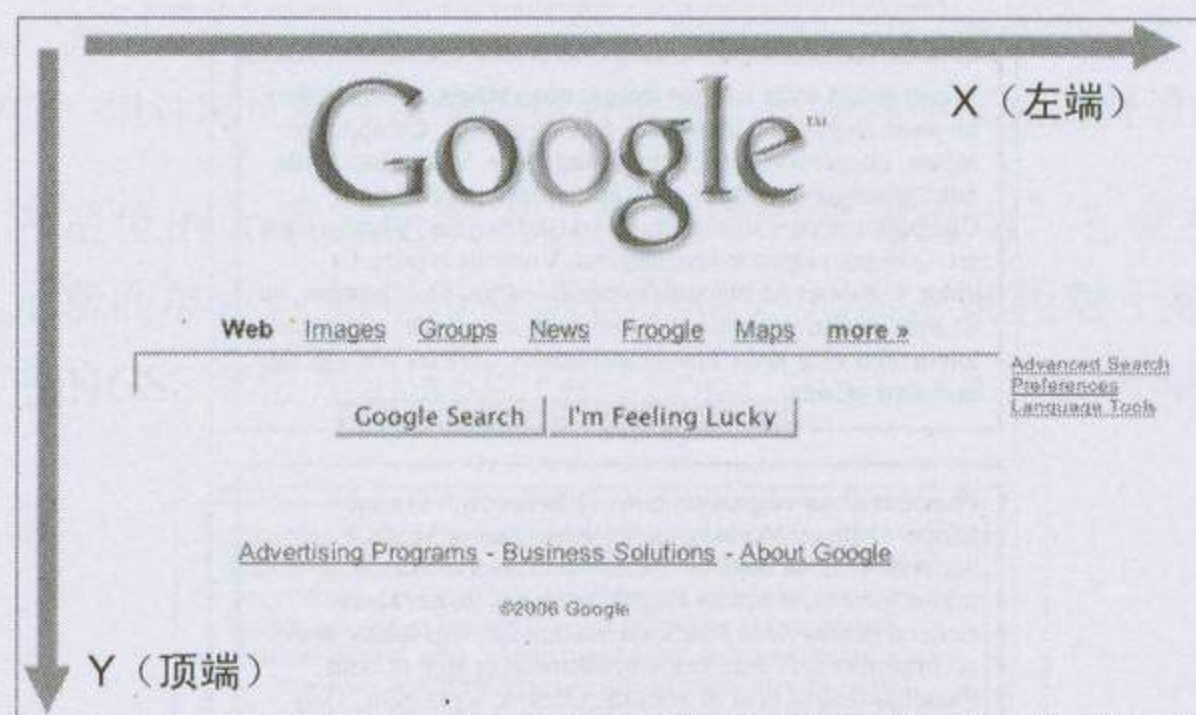 X（左端）
Google™
Web Images Groups News Froogle Maps more »
Advanced Search
Preferences
Language Tools
Google Search I'm Feeling Lucky
Advertising Programs - Business Solutions - About Google
©2006 Google
Y（顶端）